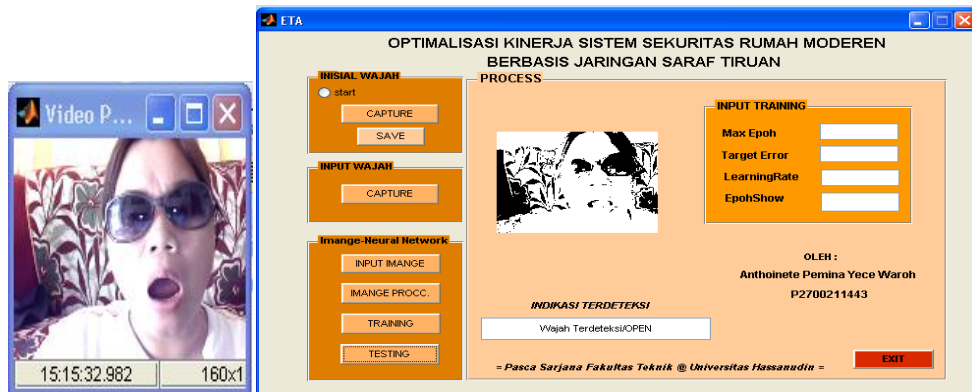 Video P...
15:15:32.982 160x1
ETA
OPTIMALISASI KINERJA SISTEM SEKURITAS RUMAH MODEREN
BERBASIS JARINGAN SARAF TIRUAN
INISIAL WAJAH
start
CAPTURE
SAVE
INPUT WAJAH
CAPTURE
Imange-Neural Network
INPUT IMANGE
IMANGE PROCC.
TRAINING
TESTING
PROCESS
INPUT TRAINING
Max Epoh
Target Error
LearningRate
EpohShow
OLEH :
Anthoinete Pemina Yece Waroh
P2700211443
INDIKASI TERDETEKSI
Wajah Terdeteksi/OPEN
EXIT
= Pasca Sarjana Fakultas Teknik @ Universitas Hassanudin =